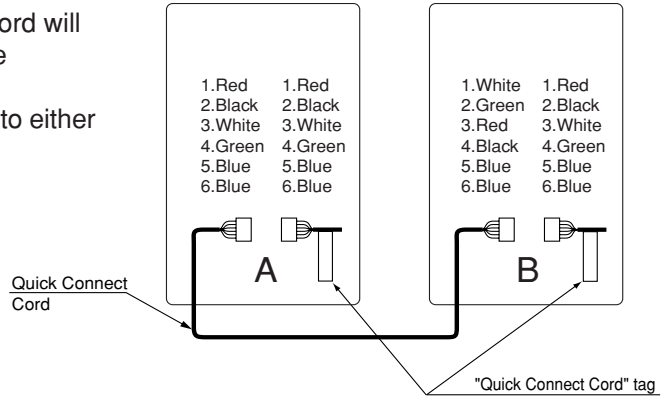 ord will
e
to either
1.Red 1.Red
2.Black 2.Black
3.White 3.White
4.Green 4.Green
5.Blue 5.Blue
6.Blue 6.Blue
1.White 1.Red
2.Green 2.Black
3.Red 3.White
4.Black 4.Green
5.Blue 5.Blue
6.Blue 6.Blue
A
B
Quick Connect
Cord
"Quick Connect Cord" tag